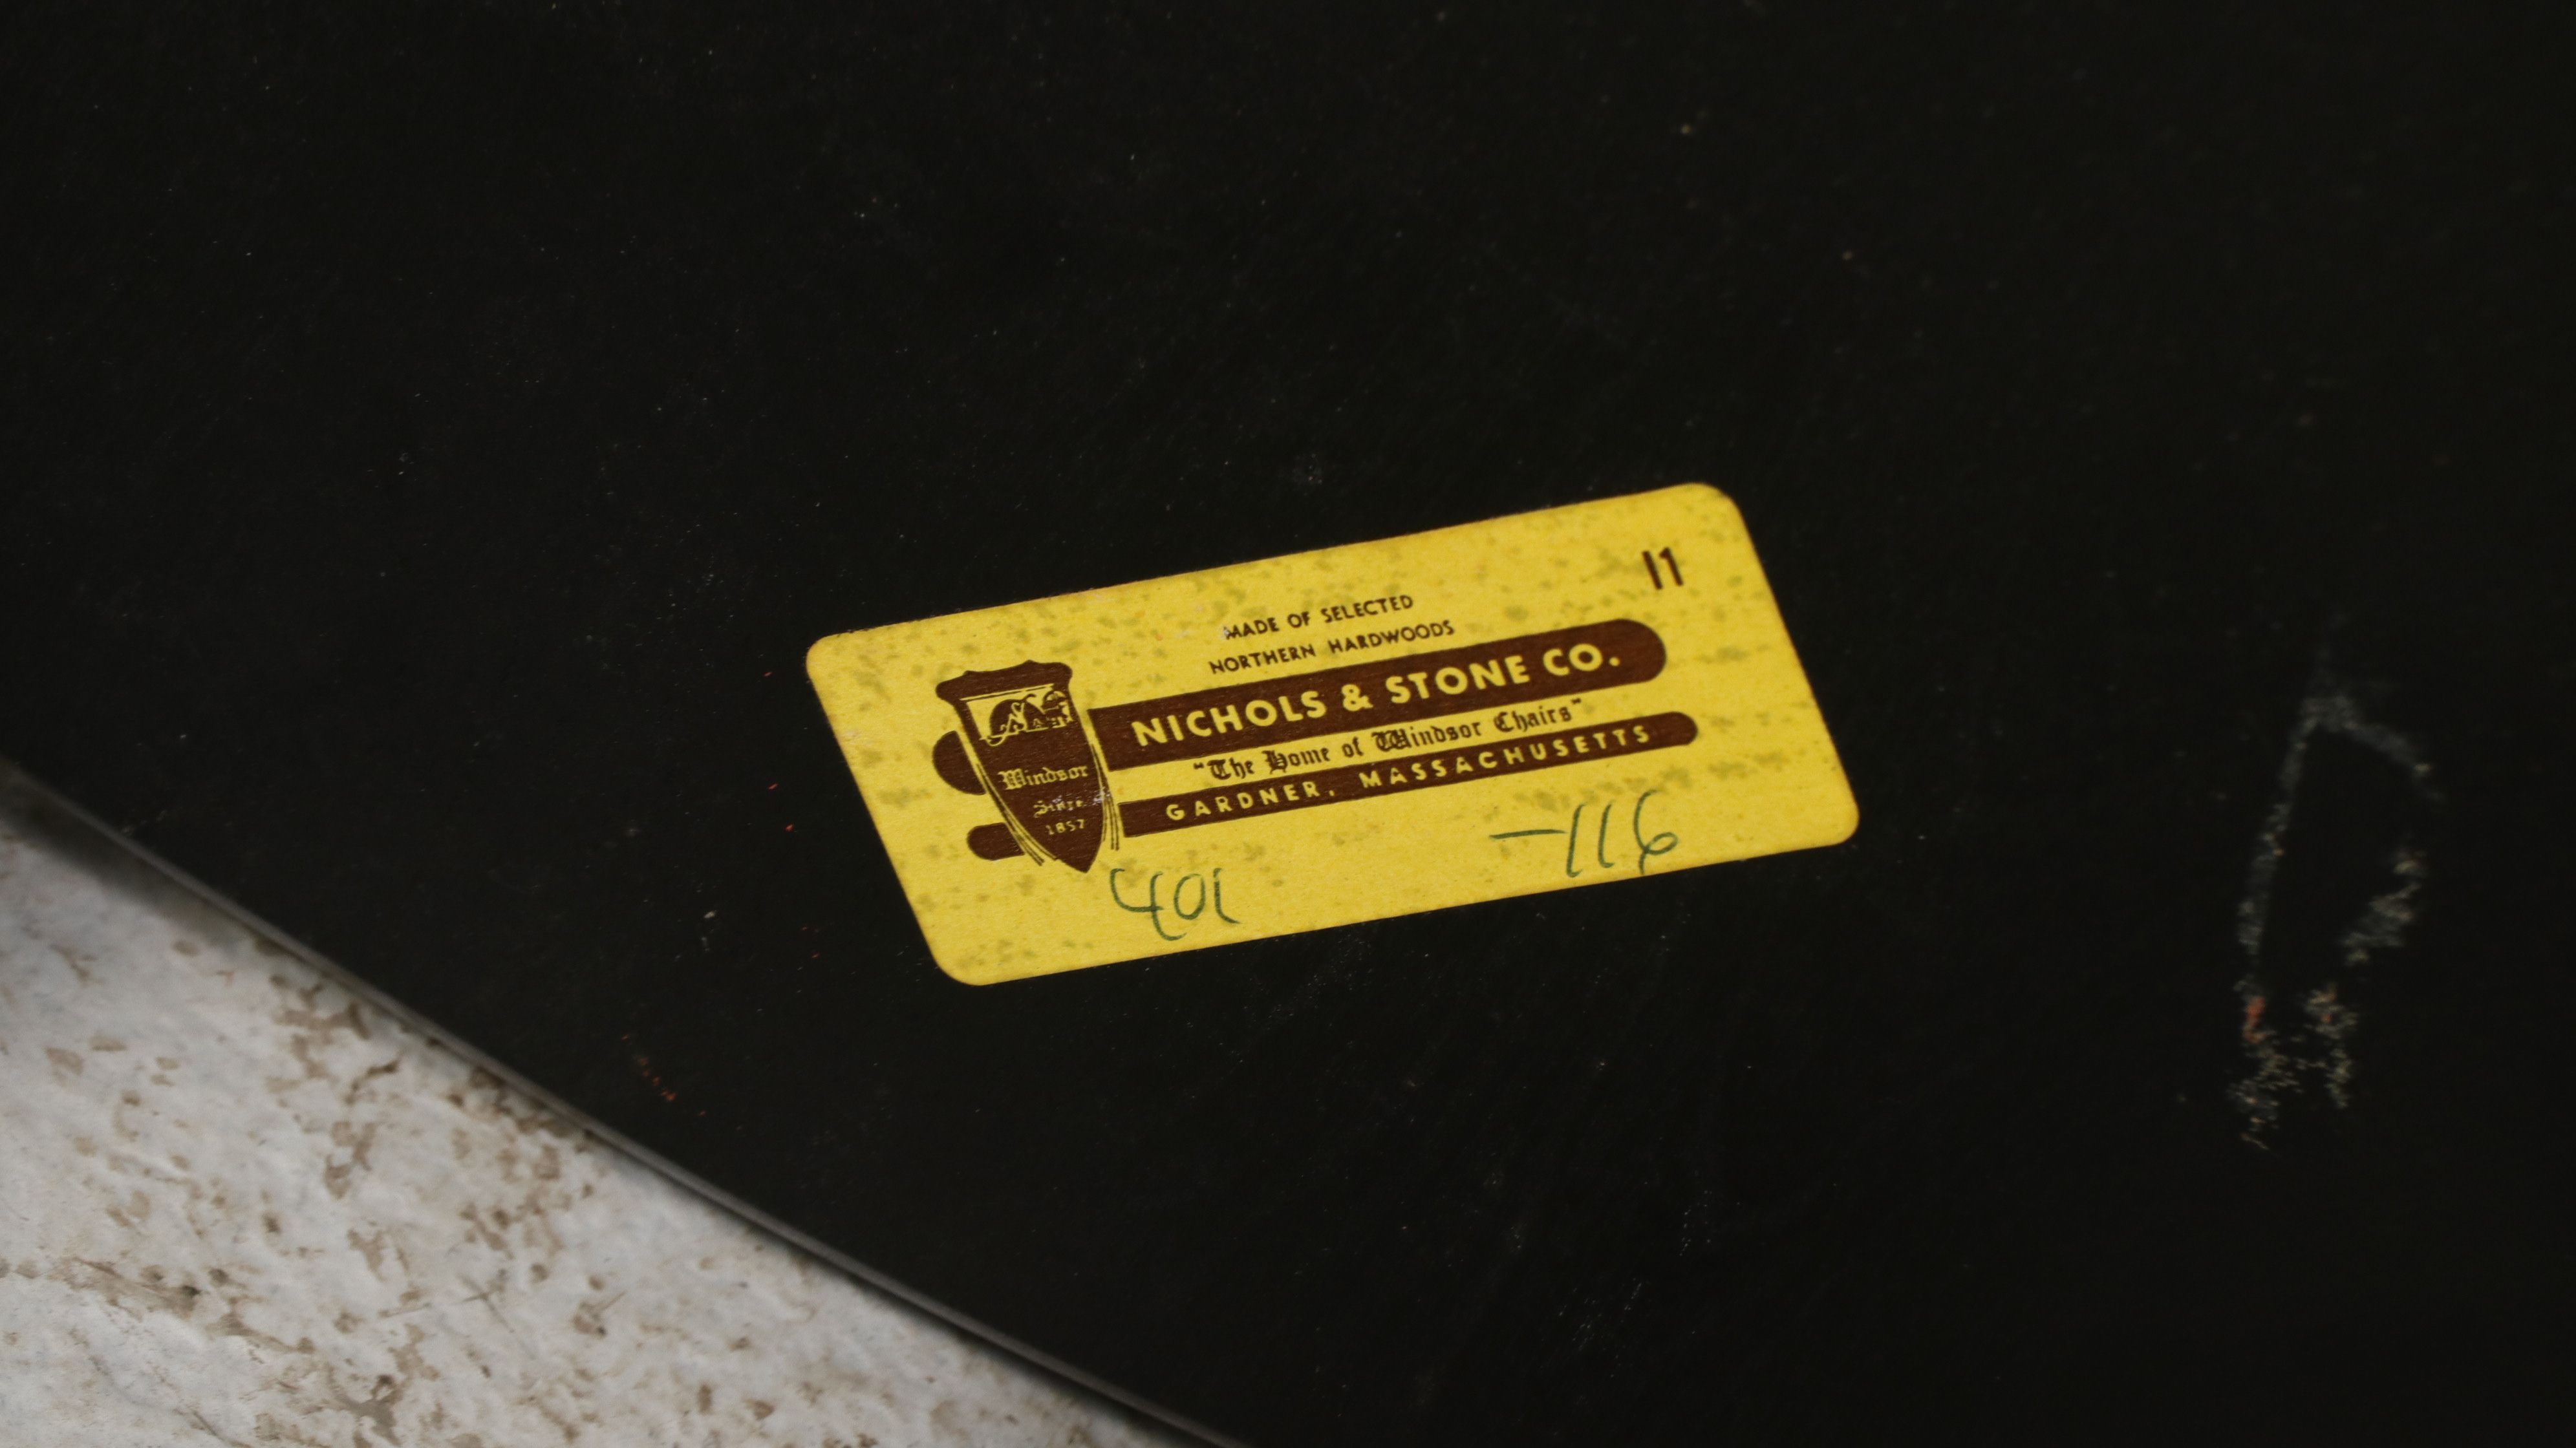 11
MADE OF SELECTED
NORTHERN HARDWOODS
NICHOLS & STONE CO.
"The Home of Windsor Chairs"
GARDNER, MASSACHUSETTS
Windsor
Since
1857
401 -116